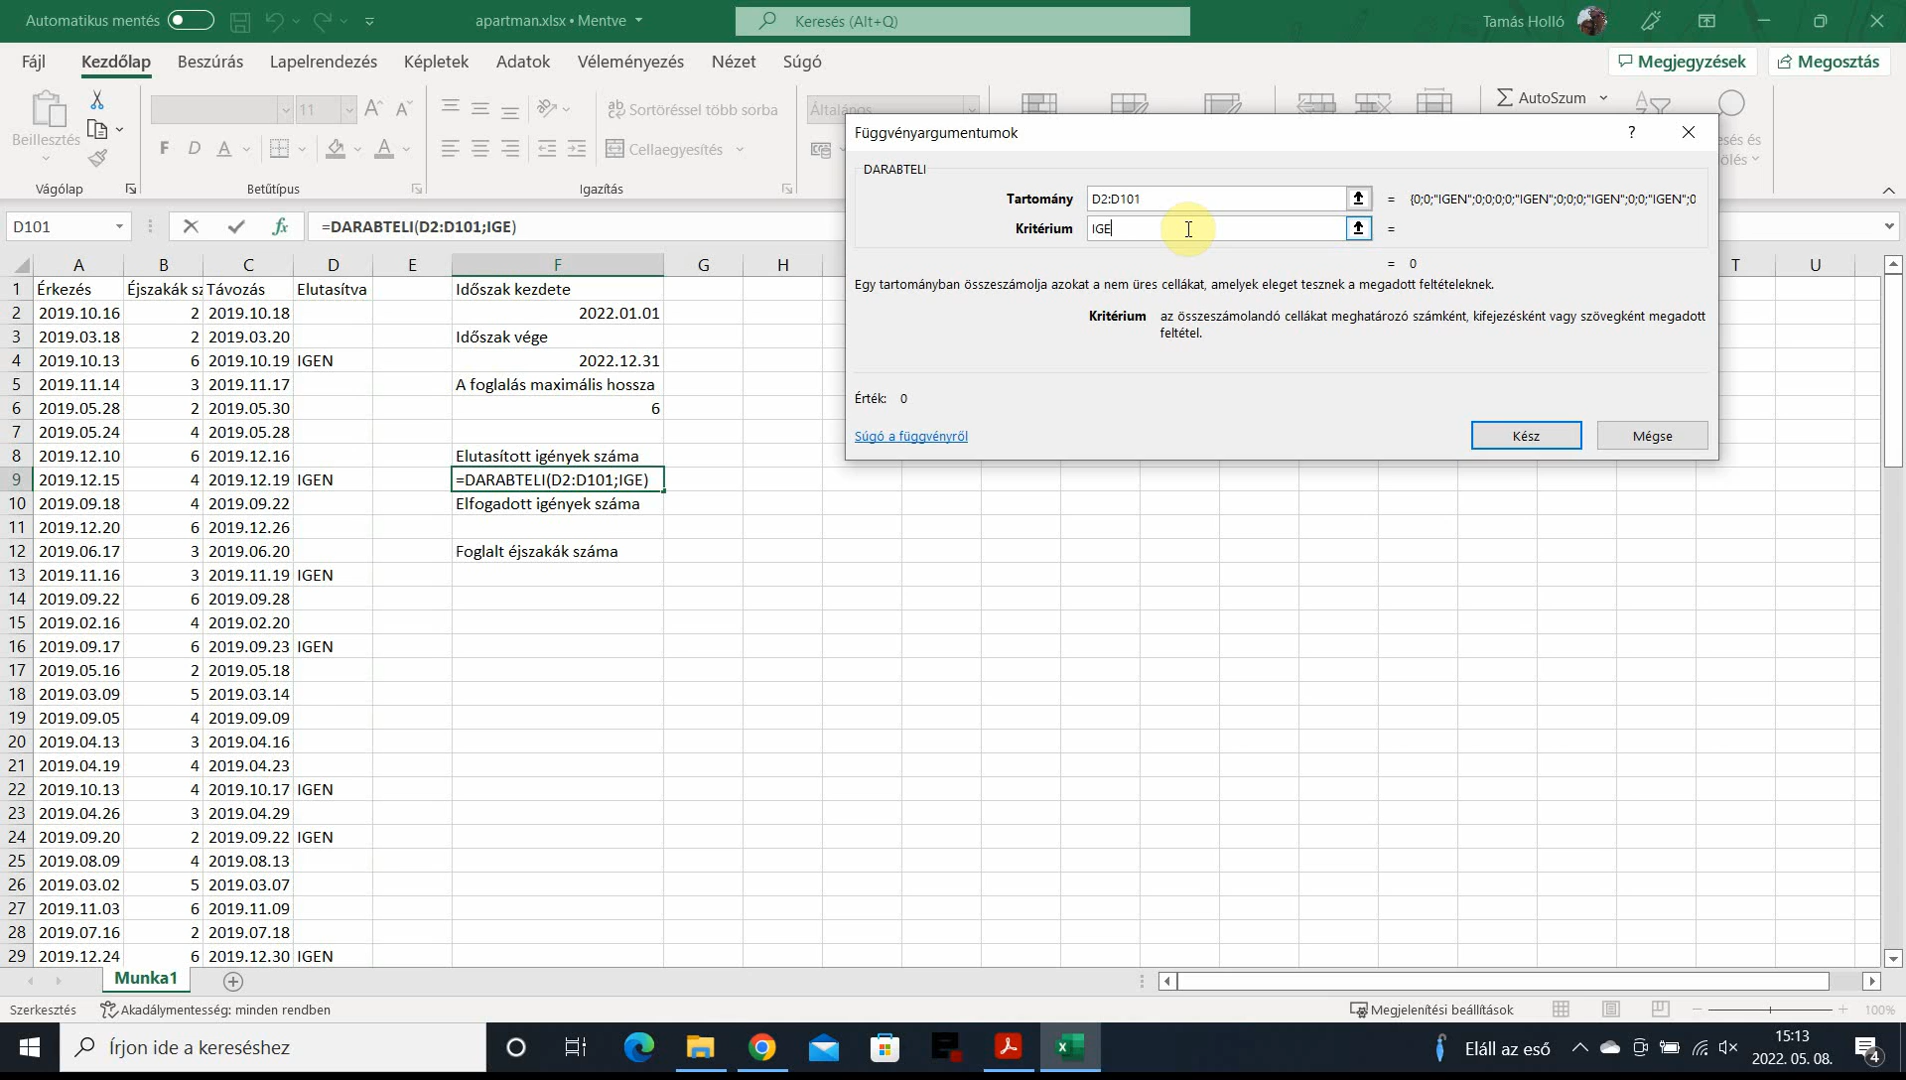 Automatikus mentés
apartman.xlsx • Mentve
Keresés (Alt+Q)
Tamás Holló
Fájl Kezdőlap Beszúrás Lapelrendezés Képletek Adatok Véleményezés Nézet Súgó
Megjegyzések Megosztás
Beillesztés
11
F D A
Sortöréssel több sorba
Cellaegyesítés
Általános
AutoSzum
Vágólap Betűtípus Igazítás
Függvényargumentumok
? ×
DARABTELI
Tartomány D2:D101 = {0;0;"IGEN";0;0;0;0;"IGEN";0;0;0;"IGEN";0;0;"IGEN";0
Kritérium IGE =
= 0
Egy tartományban összeszámolja azokat a nem üres cellákat, amelyek eleget tesznek a megadott feltételeknek.
Kritérium az összeszámolandó cellákat meghatározó számként, kifejezésként vagy szövegként megadott
feltétel.
Érték: 0
Súgó a függvényről
Kész Mégse
D101 =DARABTELI(D2:D101;IGE)
A B C D E F G H T U
1 Érkezés Éjszakák sz Távozás Elutasítva Időszak kezdete
2 2019.10.16 2 2019.10.18 2022.01.01
3 2019.03.18 2 2019.03.20 Időszak vége
4 2019.10.13 6 2019.10.19 IGEN 2022.12.31
5 2019.11.14 3 2019.11.17 A foglalás maximális hossza
6 2019.05.28 2 2019.05.30 6
7 2019.05.24 4 2019.05.28
8 2019.12.10 6 2019.12.16 Elutasított igények száma
9 2019.12.15 4 2019.12.19 IGEN =DARABTELI(D2:D101;IGE)
10 2019.09.18 4 2019.09.22 Elfogadott igények száma
11 2019.12.20 6 2019.12.26
12 2019.06.17 3 2019.06.20 Foglalt éjszakák száma
13 2019.11.16 3 2019.11.19 IGEN
14 2019.09.22 6 2019.09.28
15 2019.02.16 4 2019.02.20
16 2019.09.17 6 2019.09.23 IGEN
17 2019.05.16 2 2019.05.18
18 2019.03.09 5 2019.03.14
19 2019.09.05 4 2019.09.09
20 2019.04.13 3 2019.04.16
21 2019.04.19 4 2019.04.23
22 2019.10.13 4 2019.10.17 IGEN
23 2019.04.26 3 2019.04.29
24 2019.09.20 2 2019.09.22 IGEN
25 2019.08.09 4 2019.08.13
26 2019.03.02 5 2019.03.07
27 2019.11.03 6 2019.11.09
28 2019.07.16 2 2019.07.18
29 2019.12.24 6 2019.12.30 IGEN
Munka1
Szerkesztés Akadálymentesség: minden rendben Megjelenítési beállítások 100%
Írjon ide a kereséshez
Eláll az eső
15:13
2022. 05. 08.
4